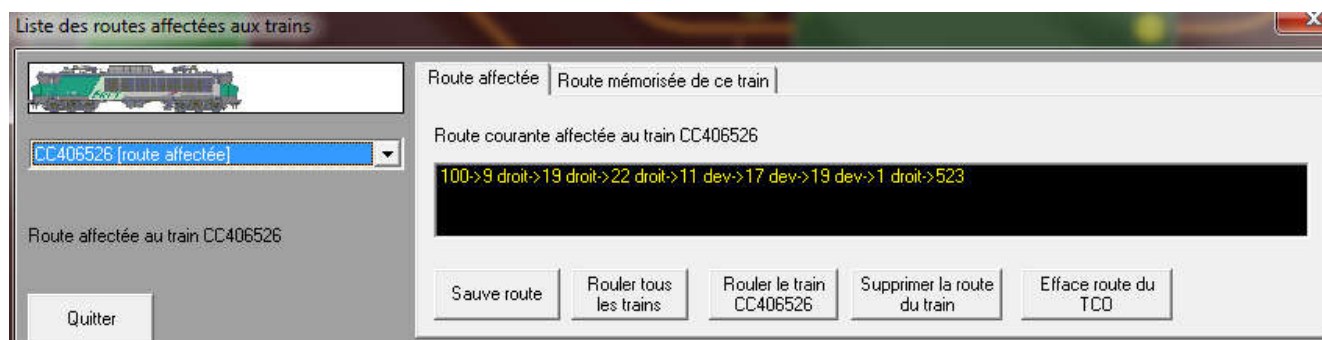 Liste des routes affectées aux trains
X
Route affectée
Route mémorisée de ce train
CC406526 [route affectée]
Route courante affectée au train CC406526
100->9 droit->19 droit->22 droit->11 dev->17 dev->19 dev->1 droit->523
Route affectée au train CC406526
Quitter
Sauve route
Rouler tous
les trains
Rouler le train
CC406526
Supprimer la route
du train
Efface route du
TCO